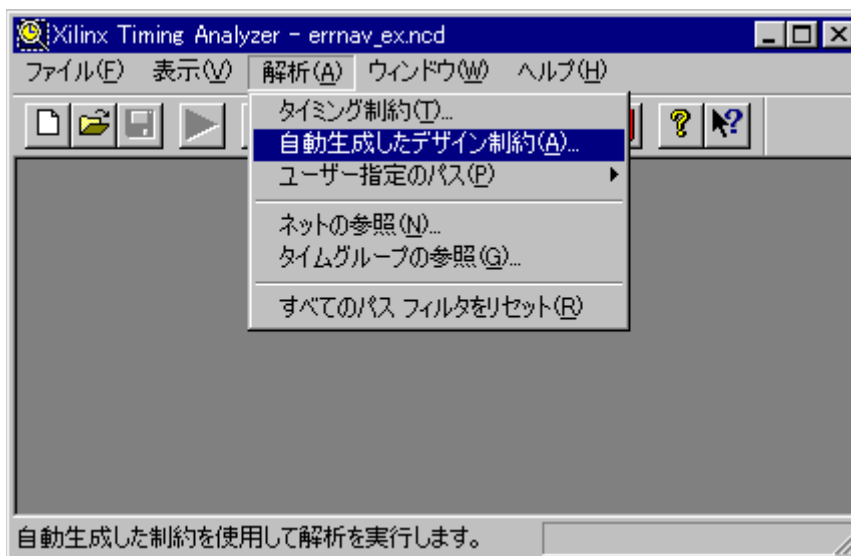 Xilinx Timing Analyzer - errnav_ex.ncd
ファイル(F) 表示(V) 解析(A) ウィンドウ(W) ヘルプ(H)
タイミング制約(T)...
自動生成したデザイン制約(A)...
ユーザー指定のパス(P)
ネットの参照(N)...
タイムグループの参照(G)...
すべてのパス フィルタをリセット(R)
自動生成した制約を使用して解析を実行します。